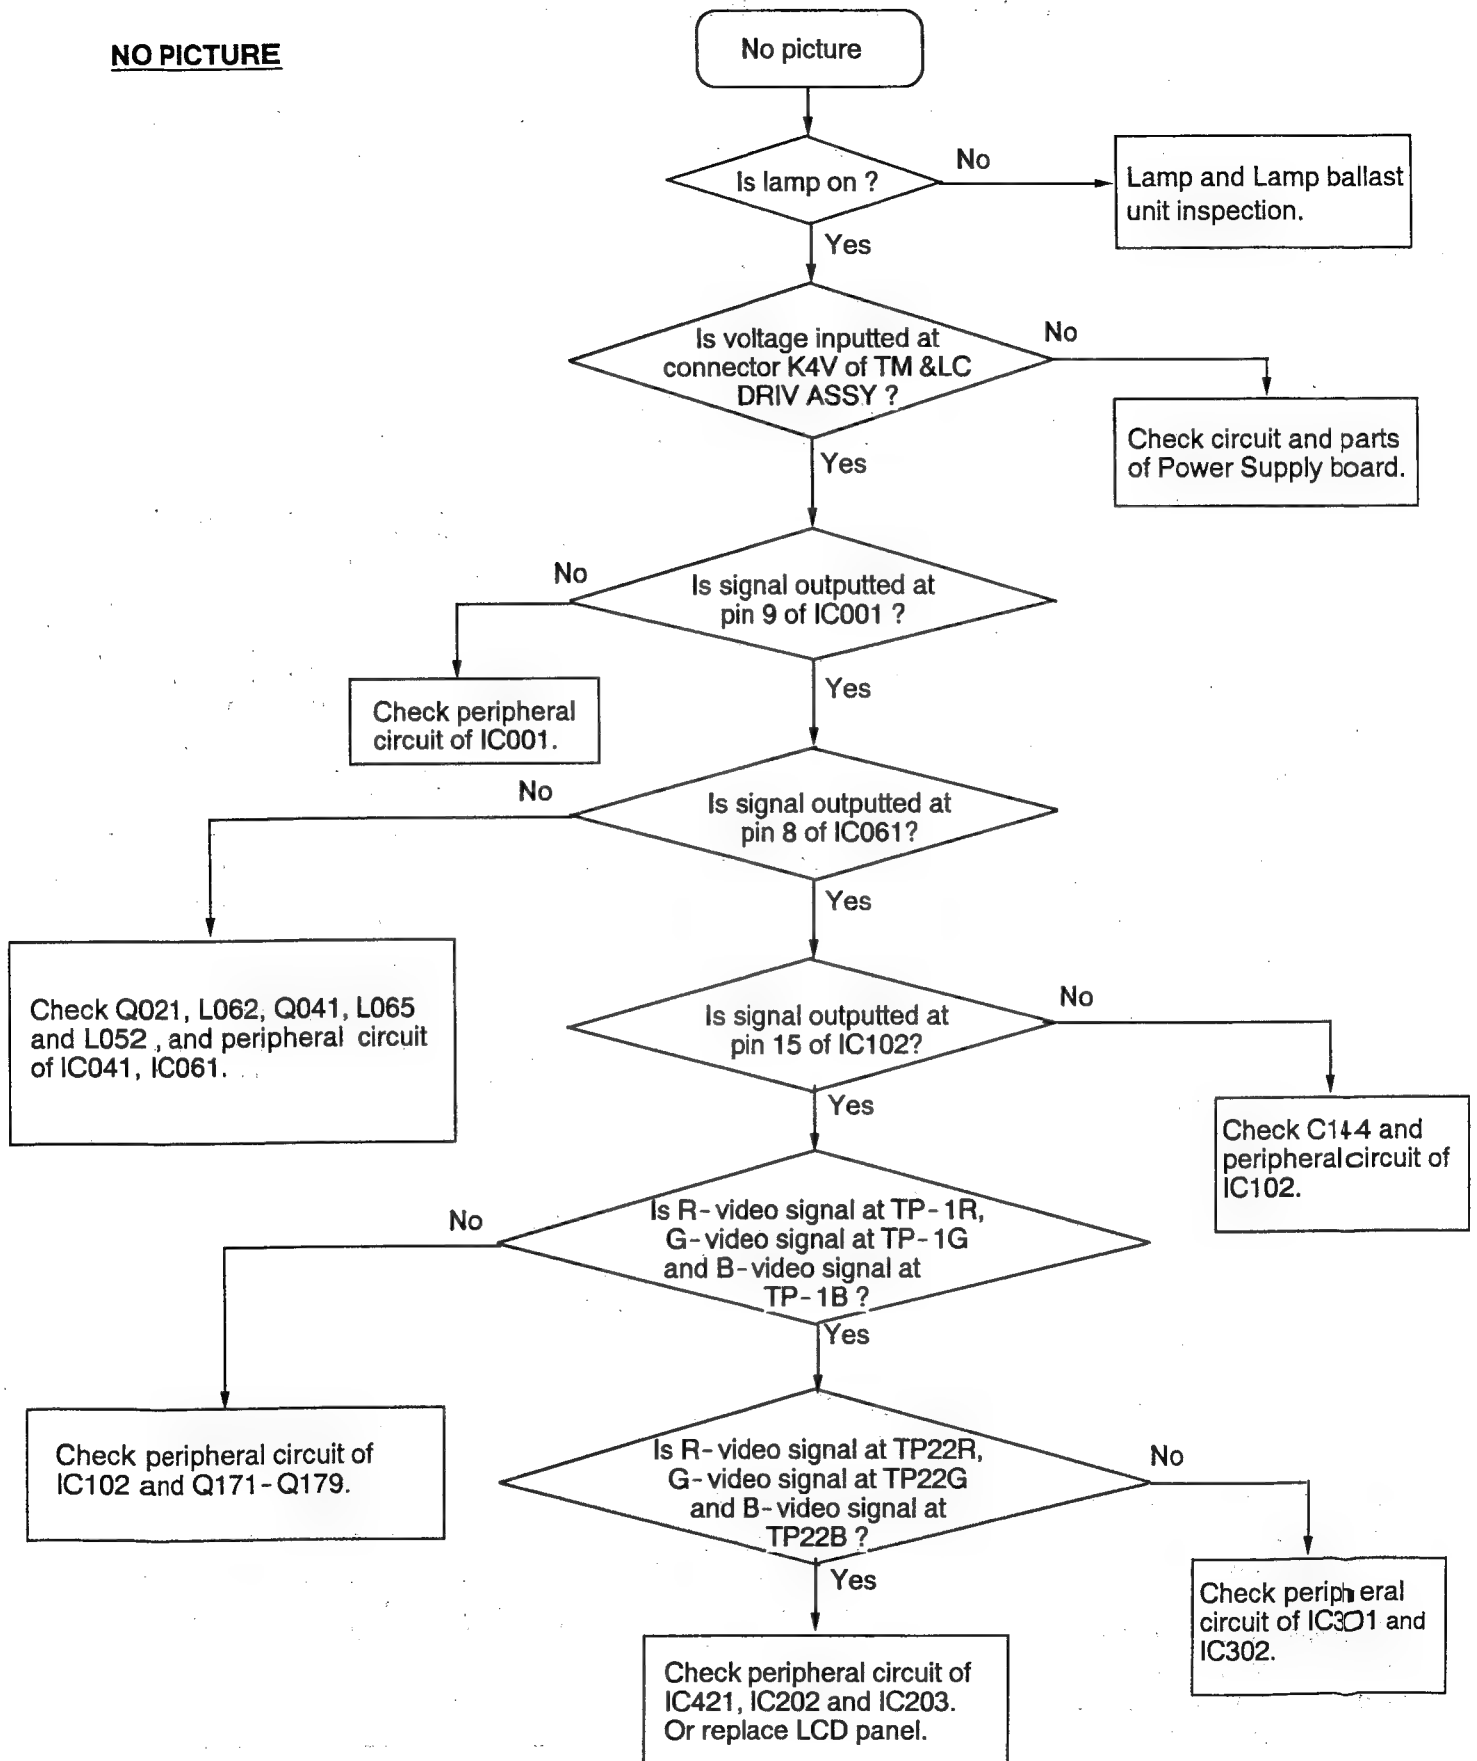 NO PICTURE
No picture
Is lamp on ?
No
Lamp and Lamp ballast
unit inspection.
Yes
Is voltage inputted at
connector K4V of TM &LC
DRIV ASSY ?
No
Check circuit and parts
of Power Supply board.
Yes
Is signal outputted at
pin 9 of IC001 ?
No
Check peripheral
circuit of IC001.
Yes
Is signal outputted at
pin 8 of IC061?
No
Check Q021, L062, Q041, L065
and L052 , and peripheral circuit
of IC041, IC061.
Yes
Is signal outputted at
pin 15 of IC102?
No
Check C144 and
peripheral circuit of
IC102.
Yes
Is R-video signal at TP-1R,
G-video signal at TP-1G
and B-video signal at
TP-1B ?
No
Check peripheral circuit of
IC102 and Q171-Q179.
Yes
Is R-video signal at TP22R,
G-video signal at TP22G
and B-video signal at
TP22B ?
No
Check peripheral
circuit of IC301 and
IC302.
Yes
Check peripheral circuit of
IC421, IC202 and IC203.
Or replace LCD panel.